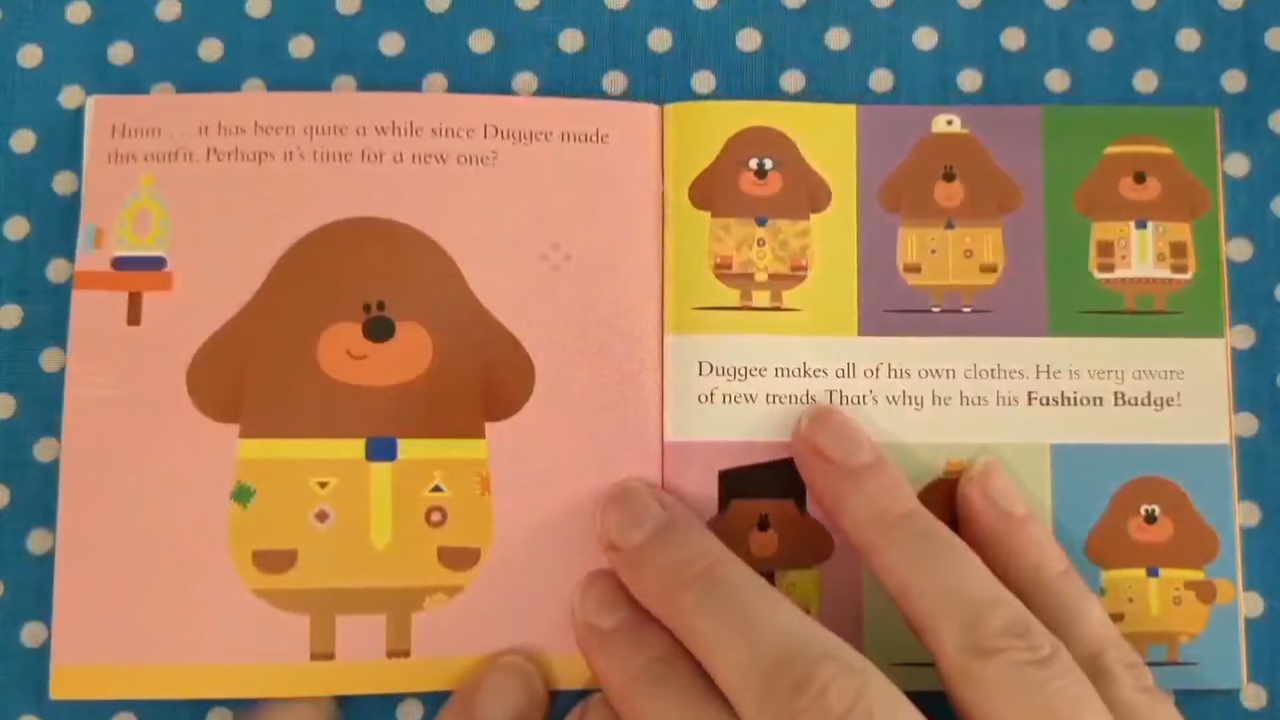 Hmm . . . it has been quite a while since Duggee made
this outfit. Perhaps it's time for a new one?
Duggee makes all of his own clothes. He is very aware
of new trends. That's why he has his Fashion Badge!